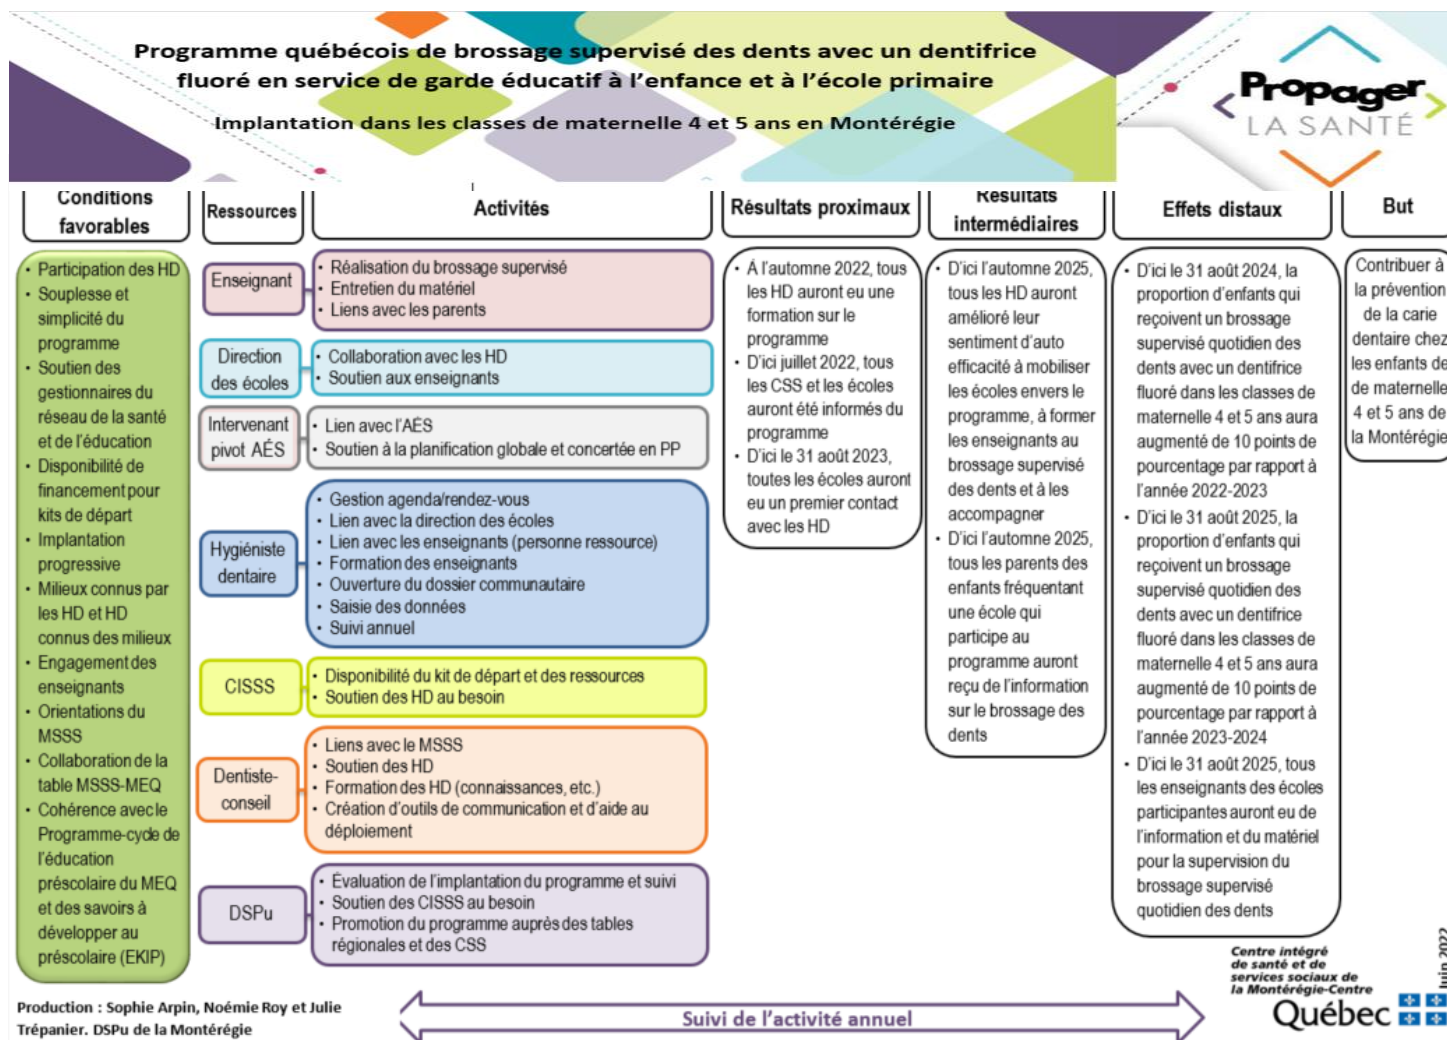 Programme québécois de brossage supervisé des dents avec un dentifrice
fluoré en service de garde éducatif à l'enfance et à l'école primaire
Implantation dans les classes de maternelle 4 et 5 ans en Montérégie
Propager
LA SANTÉ
Conditions
favorables
Ressources
Activités
Résultats proximaux
Résultats
intermédiaires
Effets distaux
But
• Participation des HD
• Souplesse et
simplicité du
programme
• Soutien des
gestionnaires du
réseau de la santé
et de l'éducation
• Disponibilité de
financement pour
kits de départ
• Implantation
progressive
• Milieux connus par
les HD et HD
connus des milieux
• Engagement des
enseignants
• Orientations du
MSSS
• Collaboration de la
table MSSS-MEQ
• Cohérence avec le
Programme-cycle de
l'éducation
préscolaire du MEQ
et des savoirs à
développer au
préscolaire (EKIP)
Enseignant
• Réalisation du brossage supervisé
• Entretien du matériel
• Liens avec les parents
Direction
des écoles
• Collaboration avec les HD
• Soutien aux enseignants
Intervenant
pivot AÉS
• Lien avec l'AÉS
• Soutien à la planification globale et concertée en PP
Hygiéniste
dentaire
• Gestion agenda/rendez-vous
• Lien avec la direction des écoles
• Lien avec les enseignants (personne ressource)
• Formation des enseignants
• Ouverture du dossier communautaire
• Saisie des données
• Suivi annuel
CISSS
• Disponibilité du kit de départ et des ressources
• Soutien des HD au besoin
Dentiste-
conseil
• Liens avec le MSSS
• Soutien des HD
• Formation des HD (connaissances, etc.)
• Création d'outils de communication et d'aide au
déploiement
DSPu
• Évaluation de l'implantation du programme et suivi
• Soutien des CISSS au besoin
• Promotion du programme auprès des tables
régionales et des CSS
• À l'automne 2022, tous
les HD auront eu une
formation sur le
programme
• D'ici juillet 2022, tous
les CSS et les écoles
auront été informés du
programme
• D'ici le 31 août 2023,
toutes les écoles auront
eu un premier contact
avec les HD
• D'ici l'automne 2025,
tous les HD auront
amélioré leur
sentiment d'auto
efficacité à mobiliser
les écoles envers le
programme, à former
les enseignants au
brossage supervisé
des dents et à les
accompagner
• D'ici l'automne 2025,
tous les parents des
enfants fréquentant
une école qui
participe au
programme auront
reçu de l'information
sur le brossage des
dents
• D'ici le 31 août 2024, la
proportion d'enfants qui
reçoivent un brossage
supervisé quotidien des
dents avec un dentifrice
fluoré dans les classes de
maternelle 4 et 5 ans aura
augmenté de 10 points de
pourcentage par rapport à
l'année 2022-2023
• D'ici le 31 août 2025, la
proportion d'enfants qui
reçoivent un brossage
supervisé quotidien des
dents avec un dentifrice
fluoré dans les classes de
maternelle 4 et 5 ans aura
augmenté de 10 points de
pourcentage par rapport à
l'année 2023-2024
• D'ici le 31 août 2025, tous
les enseignants des écoles
participantes auront eu de
l'information et du matériel
pour la supervision du
brossage supervisé
quotidien des dents
Contribuer à
la prévention
de la carie
dentaire chez
les enfants de
de maternelle
4 et 5 ans de
la Montérégie
Production : Sophie Arpin, Noémie Roy et Julie
Trépanier. DSPu de la Montérégie
Suivi de l'activité annuel
Centre intégré
de santé et de
services sociaux de
la Montérégie-Centre
Québec
Juin 2022